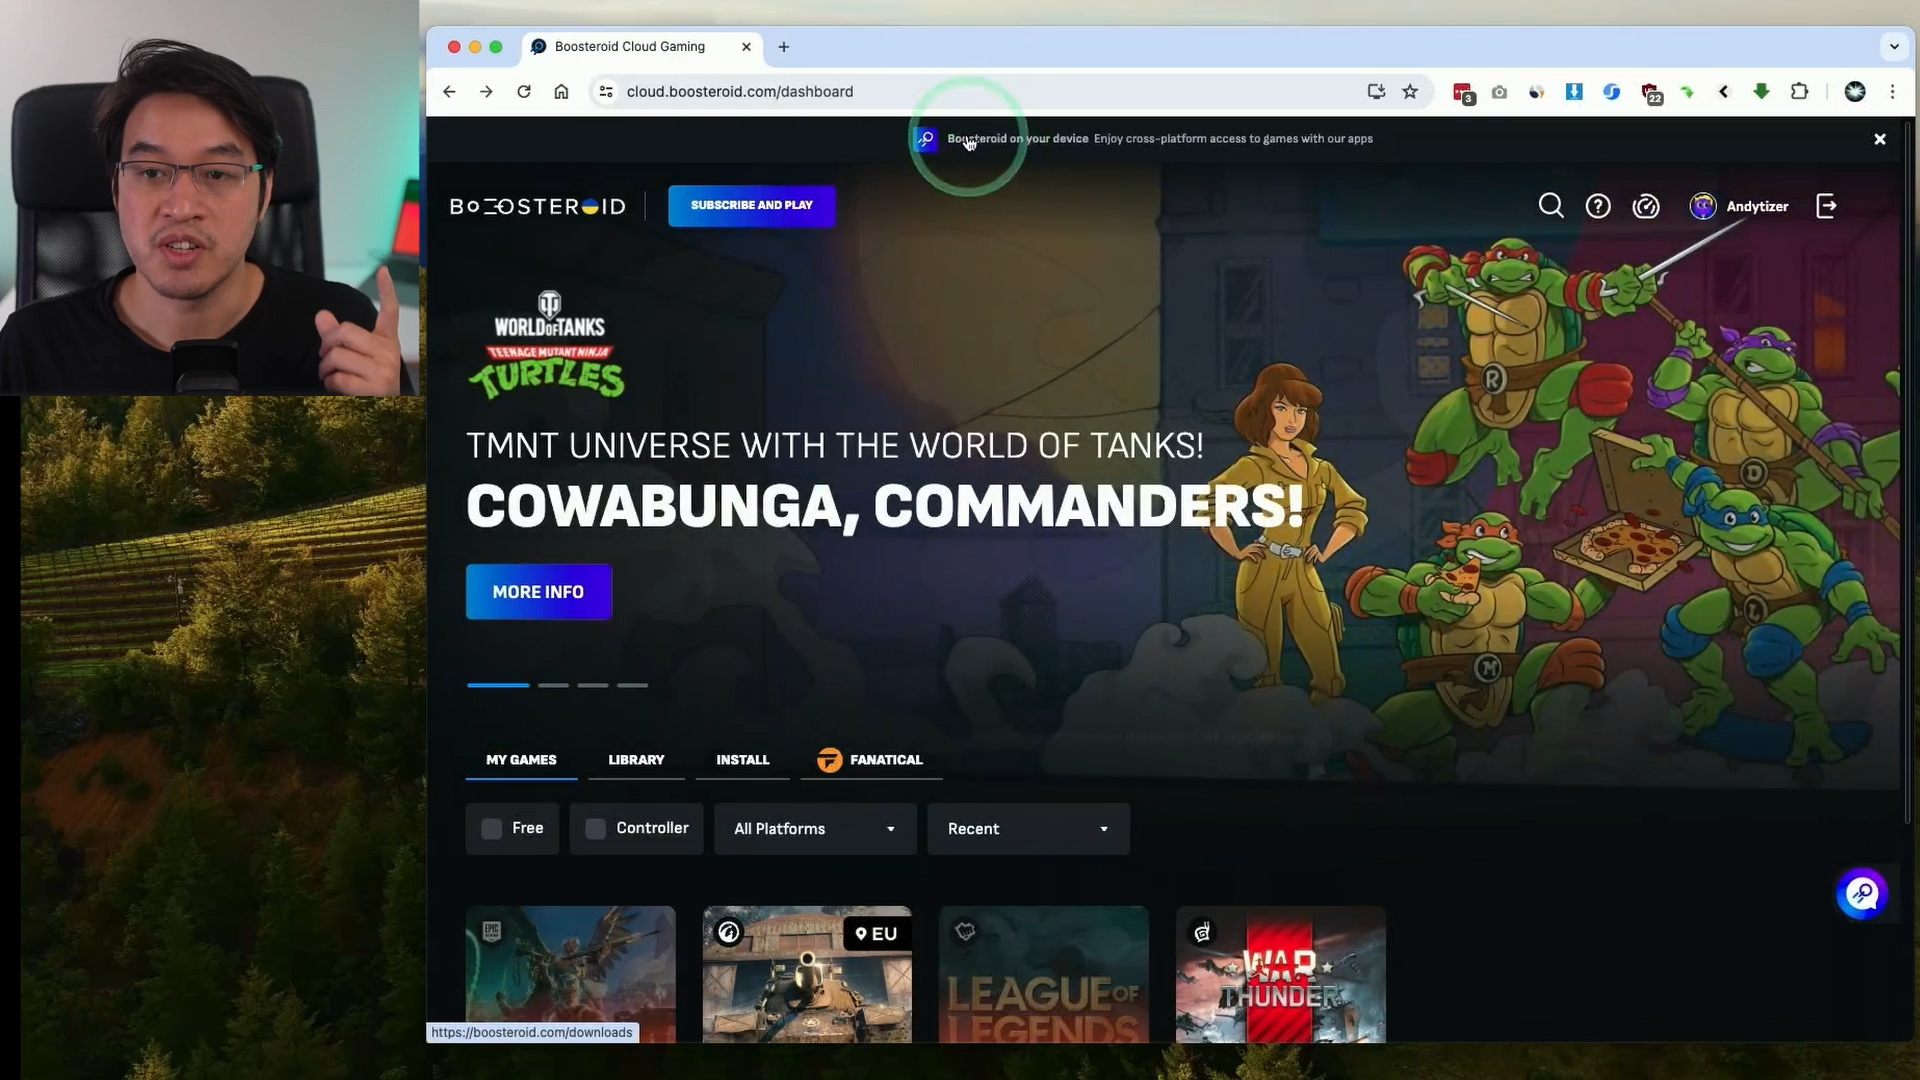 Boosteroid Cloud Gaming
cloud.boosteroid.com/dashboard
3
22
Boosteroid on your device Enjoy cross-platform access to games with our apps
BOOSTEROID
SUBSCRIBE AND PLAY
Andytizer
WORLD OF TANKS
TEENAGE MUTANT NINJA
TURTLES
TMNT UNIVERSE WITH THE WORLD OF TANKS!
COWABUNGA, COMMANDERS!
MORE INFO
R
D
L
M
MY GAMES
LIBRARY
INSTALL
FANATICAL
Free
Controller
All Platforms
Recent
EPIC
EU
LEAGUE OF
LEGENDS
WAR
THUNDER
https://boosteroid.com/downloads